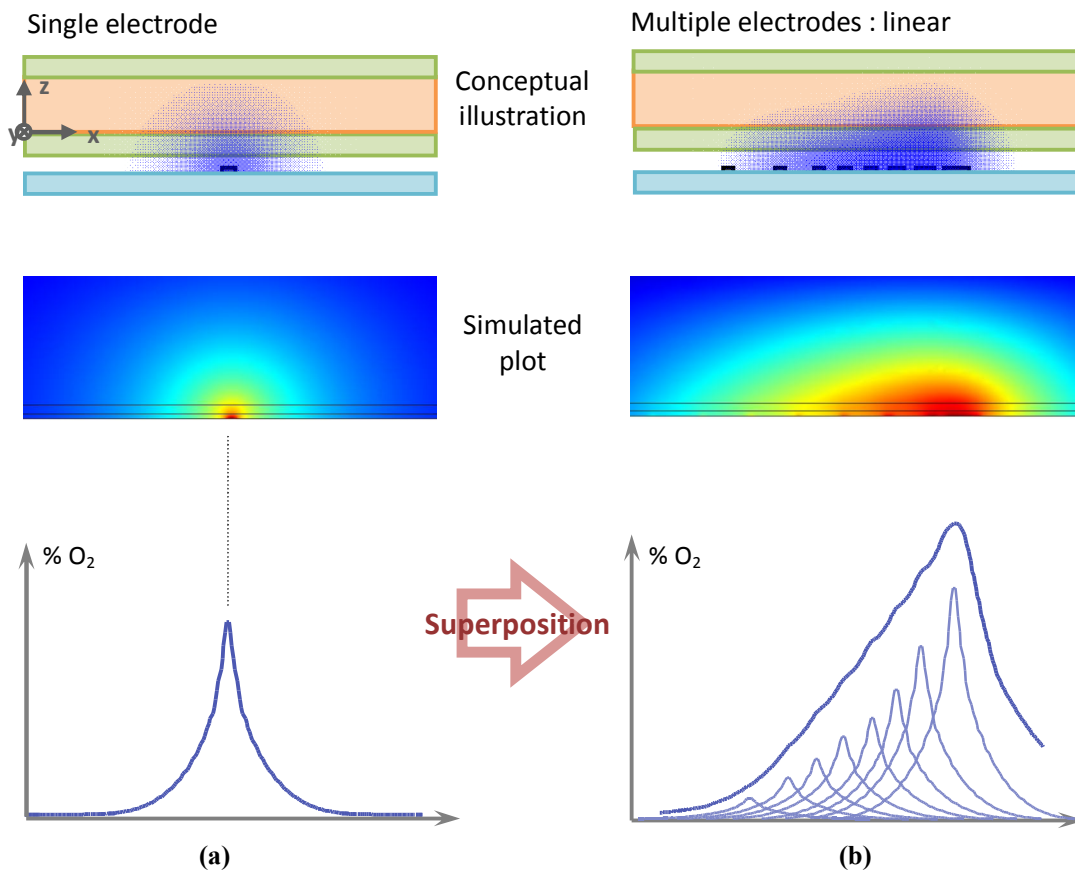 Single electrode
Multiple electrodes : linear
z
y
x
Conceptual
illustration
Simulated
plot
% O₂
Superposition
% O₂
(a)
(b)